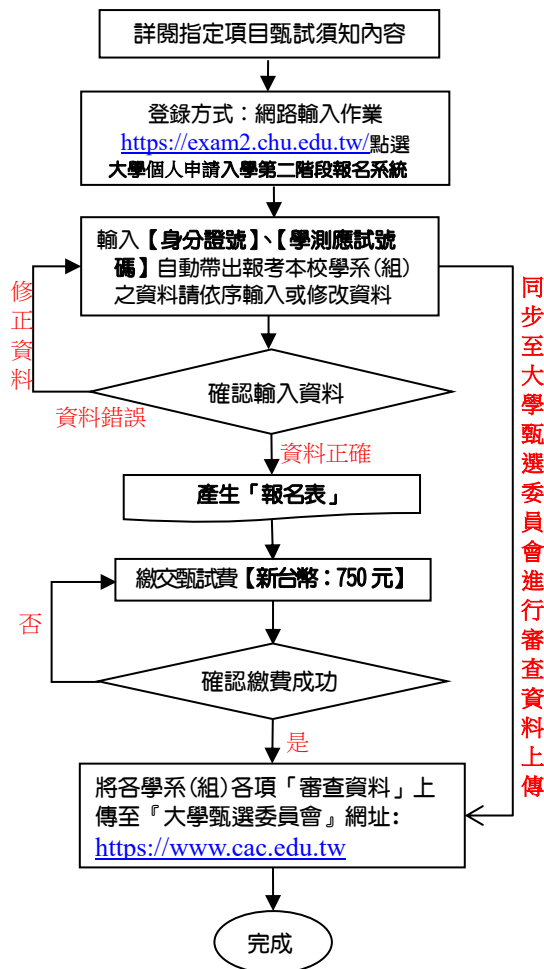 詳閱指定項目甄試須知內容
登錄方式：網路輸入作業
https://exam2.chu.edu.tw/點選
大學個人申請入學第二階段報名系統
輸入【身分證號】、【學測應試號
碼】自動帶出報考本校學系(組)
之資料請依序輸入或修改資料
修正資料
同步至大學甄選委員會進行審查資料上傳
確認輸入資料
資料錯誤
資料正確
產生「報名表」
繳交甄試費【新台幣：750 元】
否
確認繳費成功
是
將各學系(組)各項「審查資料」上
傳至『大學甄選委員會』網址:
https://www.cac.edu.tw
完成